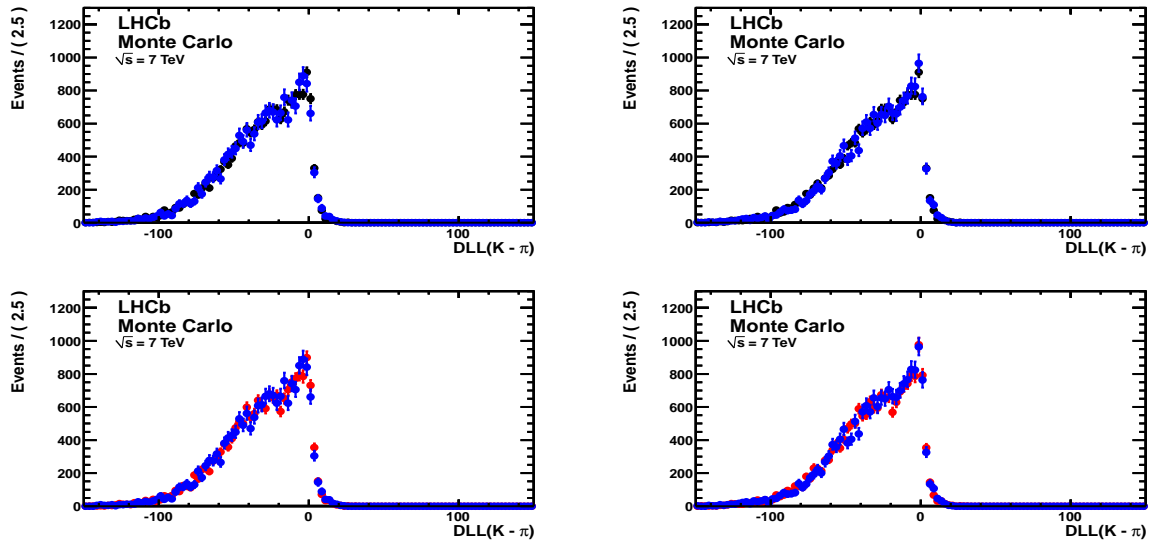 Events / ( 2.5 )
1200
1000
800
600
400
200
0
LHCb
Monte Carlo
√s = 7 TeV
-100
0
100
DLL(K - π)
Events / ( 2.5 )
1200
1000
800
600
400
200
0
LHCb
Monte Carlo
√s = 7 TeV
-100
0
100
DLL(K - π)
Events / ( 2.5 )
1200
1000
800
600
400
200
0
LHCb
Monte Carlo
√s = 7 TeV
-100
0
100
DLL(K - π)
Events / ( 2.5 )
1200
1000
800
600
400
200
0
LHCb
Monte Carlo
√s = 7 TeV
-100
0
100
DLL(K - π)